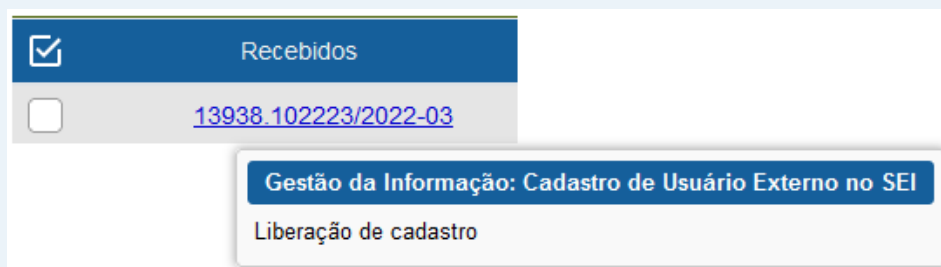 Recebidos
13938.102223/2022-03
Gestão da Informação: Cadastro de Usuário Externo no SEI
Liberação de cadastro